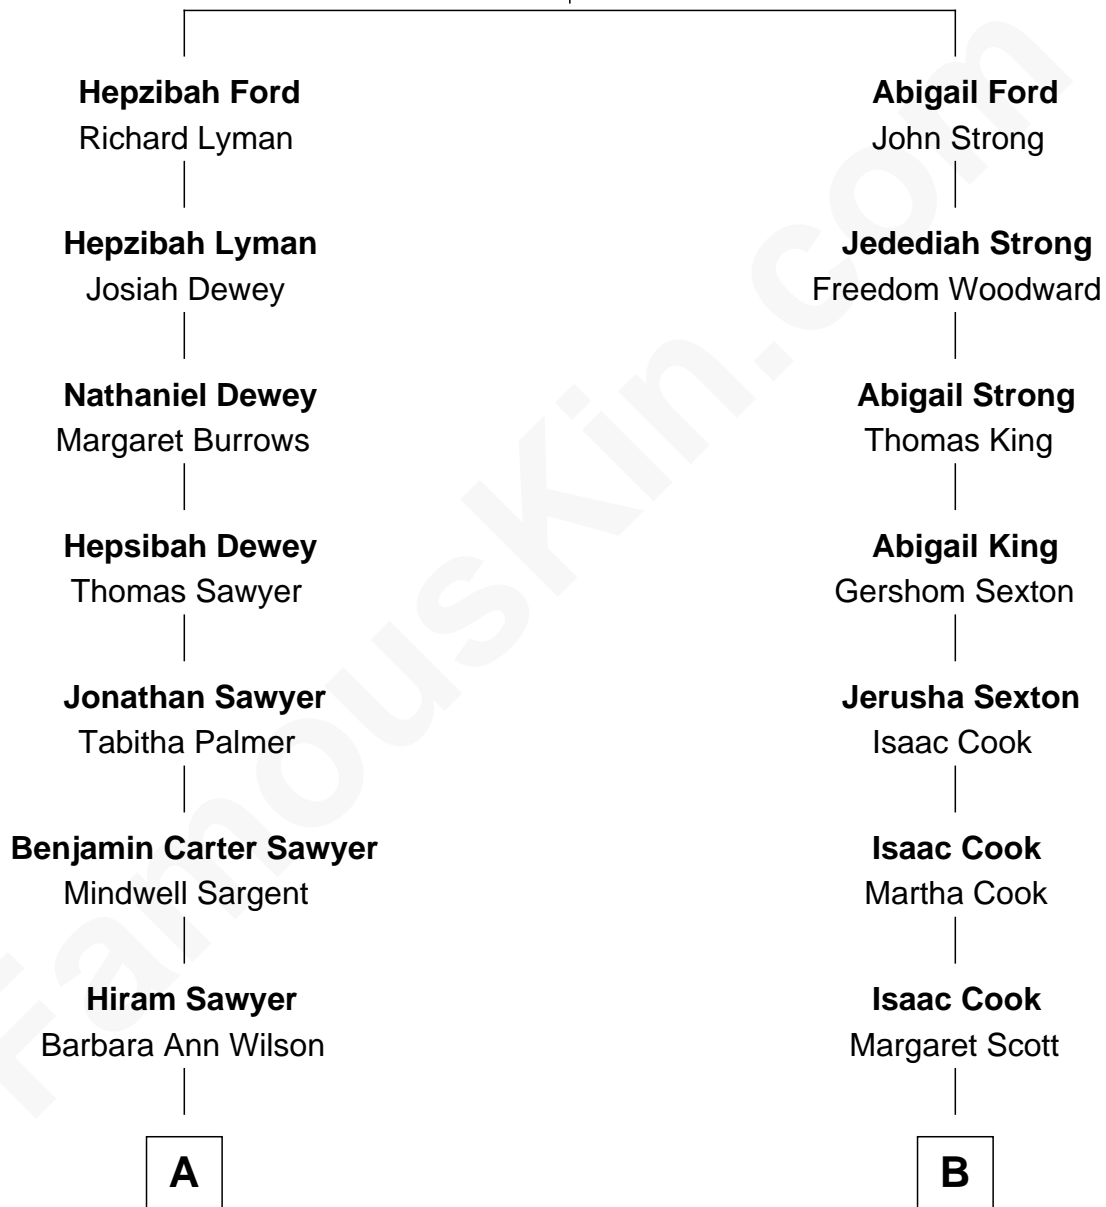 Hepzibah Ford
Richard Lyman
Hepzibah Lyman
Josiah Dewey
Nathaniel Dewey
Margaret Burrows
Hepsibah Dewey
Thomas Sawyer
Jonathan Sawyer
Tabitha Palmer
Benjamin Carter Sawyer
Mindwell Sargent
Hiram Sawyer
Barbara Ann Wilson
A
Abigail Ford
John Strong
Jedediah Strong
Freedom Woodward
Abigail Strong
Thomas King
Abigail King
Gershom Sexton
Jerusha Sexton
Isaac Cook
Isaac Cook
Martha Cook
Isaac Cook
Margaret Scott
B
FamousKin.com